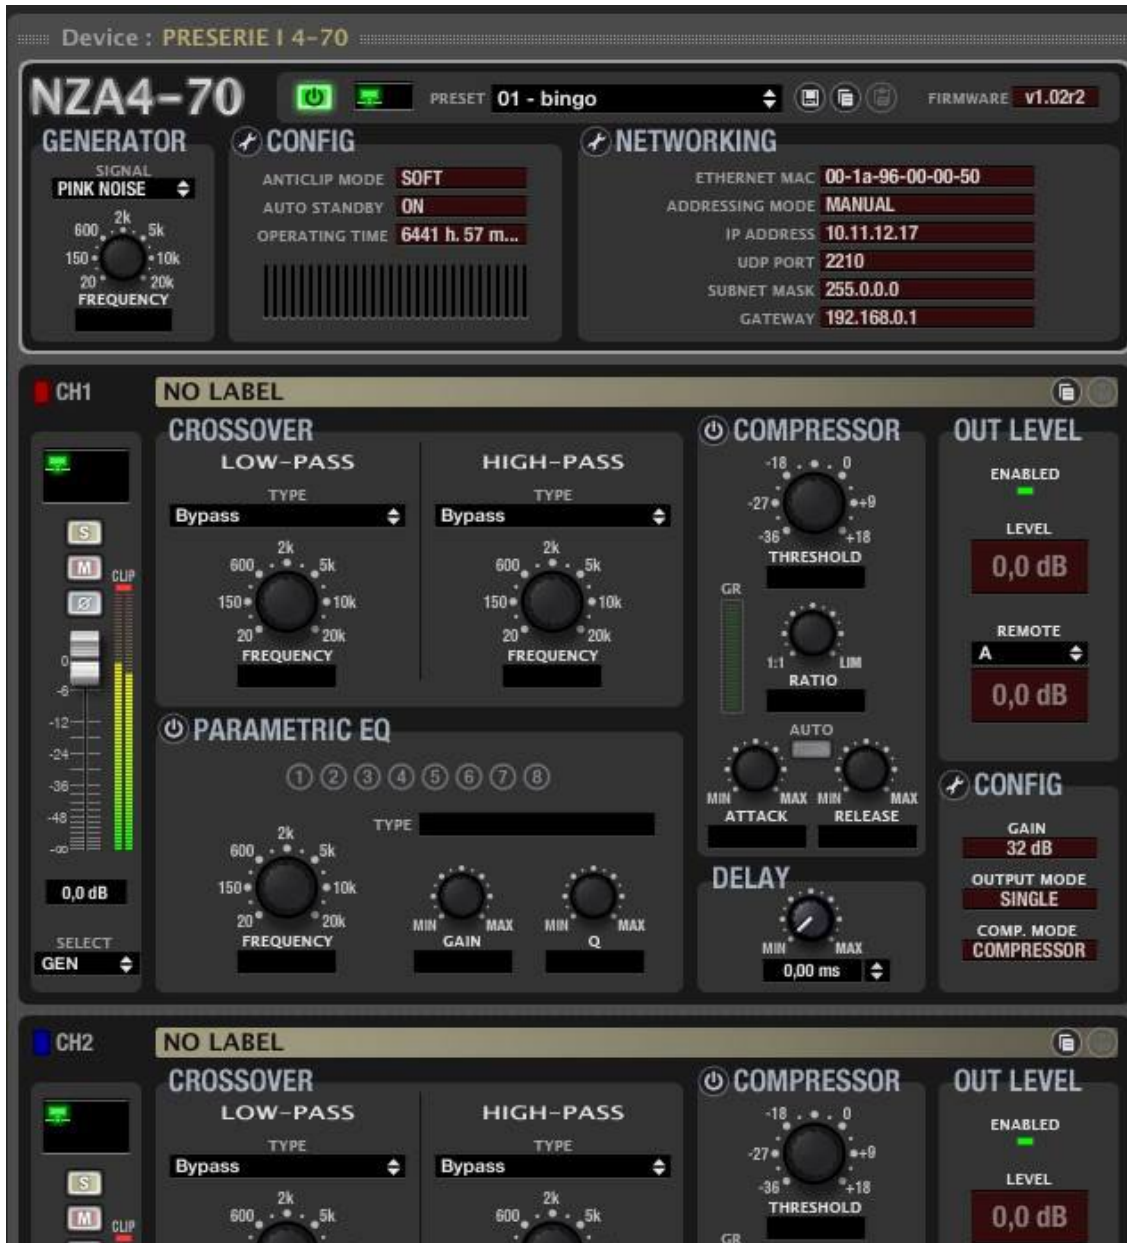 Device : PRESERIE I 4-70
NZA4-70
PRESET 01 - bingo
FIRMWARE v1.02r2
GENERATOR
SIGNAL
PINK NOISE
2k
600 5k
150 10k
20 20k
FREQUENCY
CONFIG
ANTICLIP MODE SOFT
AUTO STANDBY ON
OPERATING TIME 6441 h. 57 m...
NETWORKING
ETHERNET MAC 00-1a-96-00-00-50
ADDRESSING MODE MANUAL
IP ADDRESS 10.11.12.17
UDP PORT 2210
SUBNET MASK 255.0.0.0
GATEWAY 192.168.0.1
CH1
NO LABEL
S
M
CLIP
Ø
0
-6
-12
-24
-36
-48
-∞
0,0 dB
SELECT
GEN
CROSSOVER
LOW-PASS
TYPE
Bypass
2k
600 5k
150 10k
20 20k
FREQUENCY
HIGH-PASS
TYPE
Bypass
2k
600 5k
150 10k
20 20k
FREQUENCY
PARAMETRIC EQ
1 2 3 4 5 6 7 8
TYPE
2k
600 5k
150 10k
20 20k
FREQUENCY
MIN MAX
GAIN
MIN MAX
Q
COMPRESSOR
-18 0
-27 +9
-36 +18
THRESHOLD
GR
1:1 LIM
RATIO
AUTO
MIN MAX
ATTACK
MIN MAX
RELEASE
DELAY
MIN MAX
0,00 ms
OUT LEVEL
ENABLED
LEVEL
0,0 dB
REMOTE
A
0,0 dB
CONFIG
GAIN
32 dB
OUTPUT MODE
SINGLE
COMP. MODE
COMPRESSOR
CH2
NO LABEL
S
M
CLIP
CROSSOVER
LOW-PASS
TYPE
Bypass
2k
600 5k
HIGH-PASS
TYPE
Bypass
2k
600 5k
COMPRESSOR
-18 0
-27 +9
-36 +18
THRESHOLD
GR
OUT LEVEL
ENABLED
LEVEL
0,0 dB